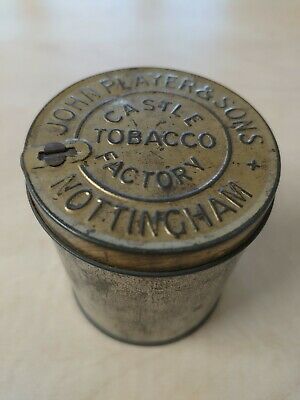 JOHN PLAYER & SONS
CASTLE
TOBACCO
FACTORY
NOTTINGHAM